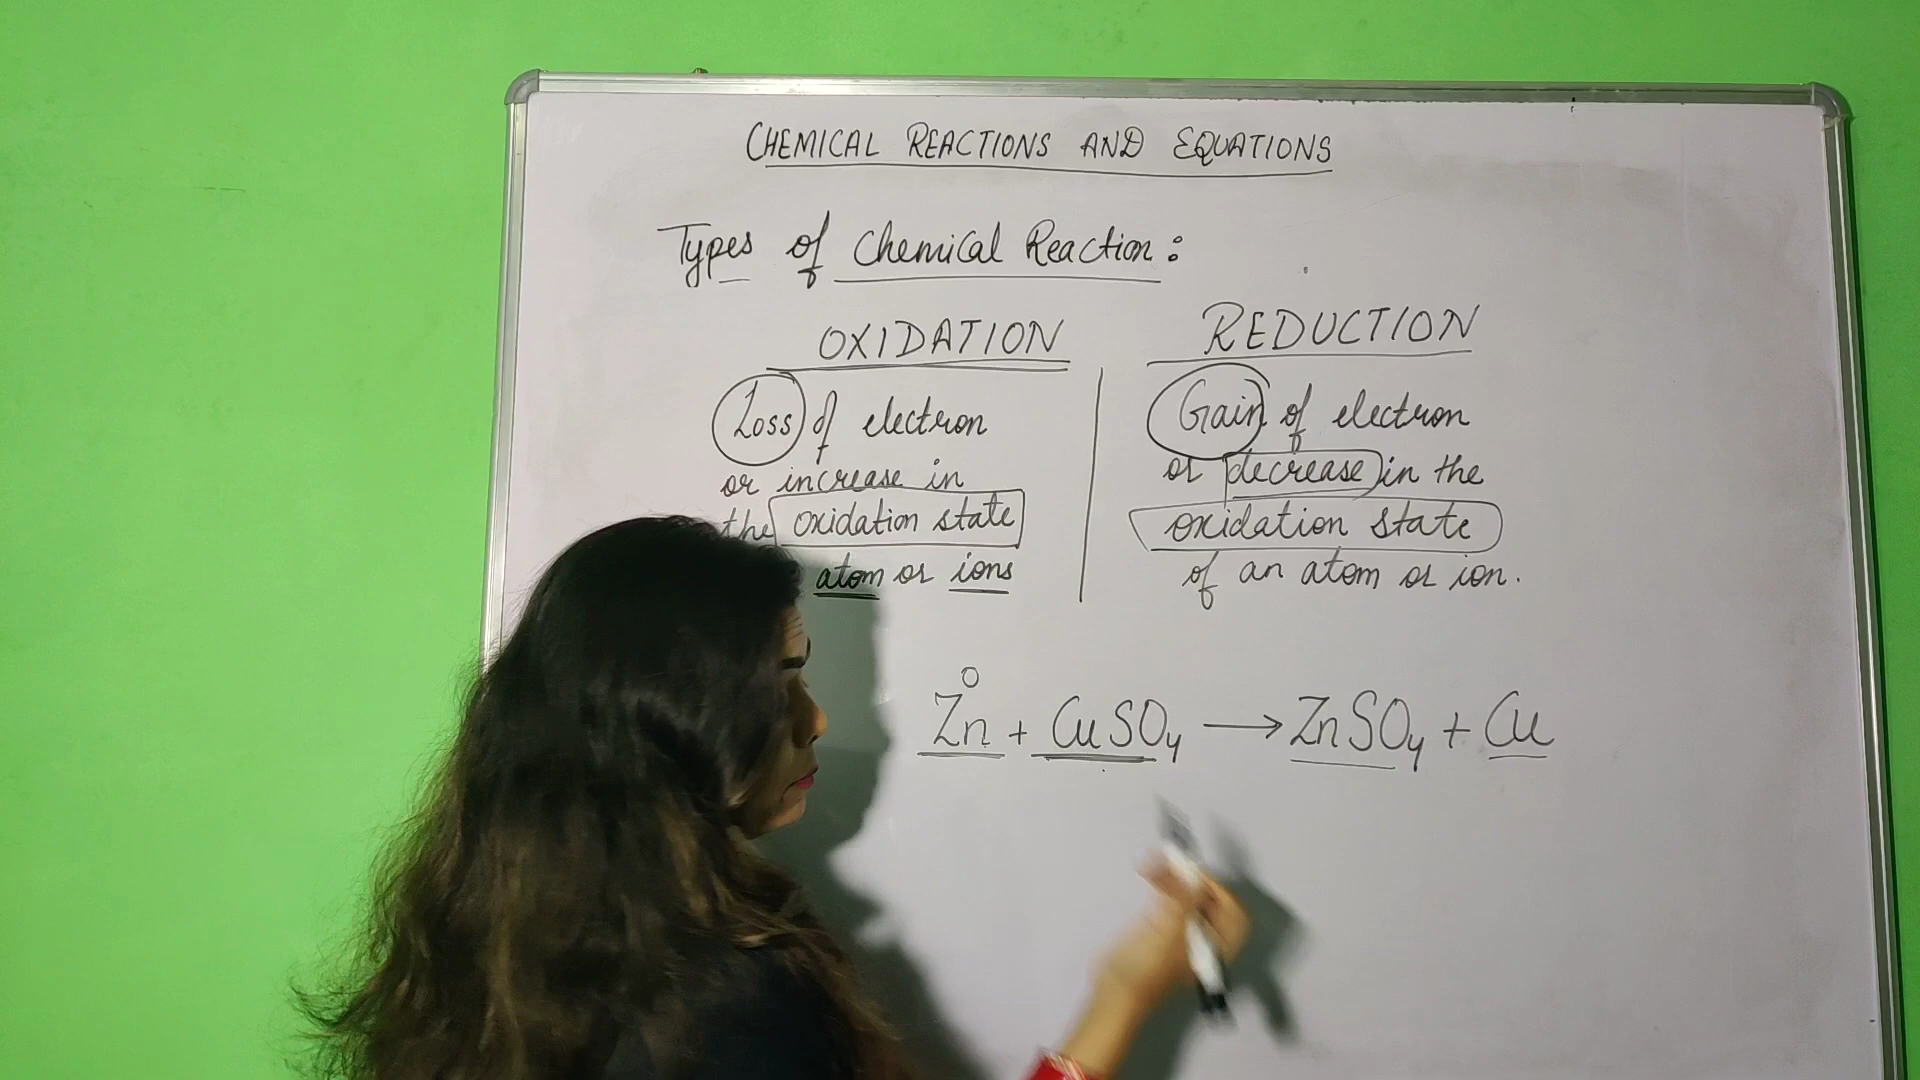 CHEMICAL REACTIONS AND EQUATIONS
Types of Chemical Reaction:
OXIDATION
Loss of electron
or increase in
the oxidation state
atom or ions
REDUCTION
Gain of electron
or decrease in the
oxidation state
of an atom or ion.
0
Zn + CuSO4 → ZnSO4 + Cu